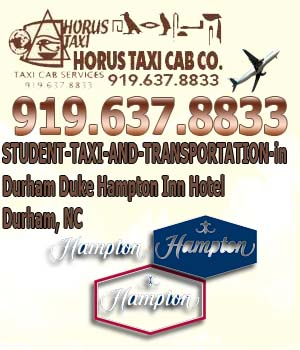 HORUS
TAXI
TAXI CAB SERVICES
919.637.8833
HORUS TAXI CAB CO.
919.637.8833
919.637.8833
STUDENT-TAXI-AND-TRANSPORTATION-in
Durham Duke Hampton Inn Hotel
Durham, NC
Hampton
Hampton
Hampton